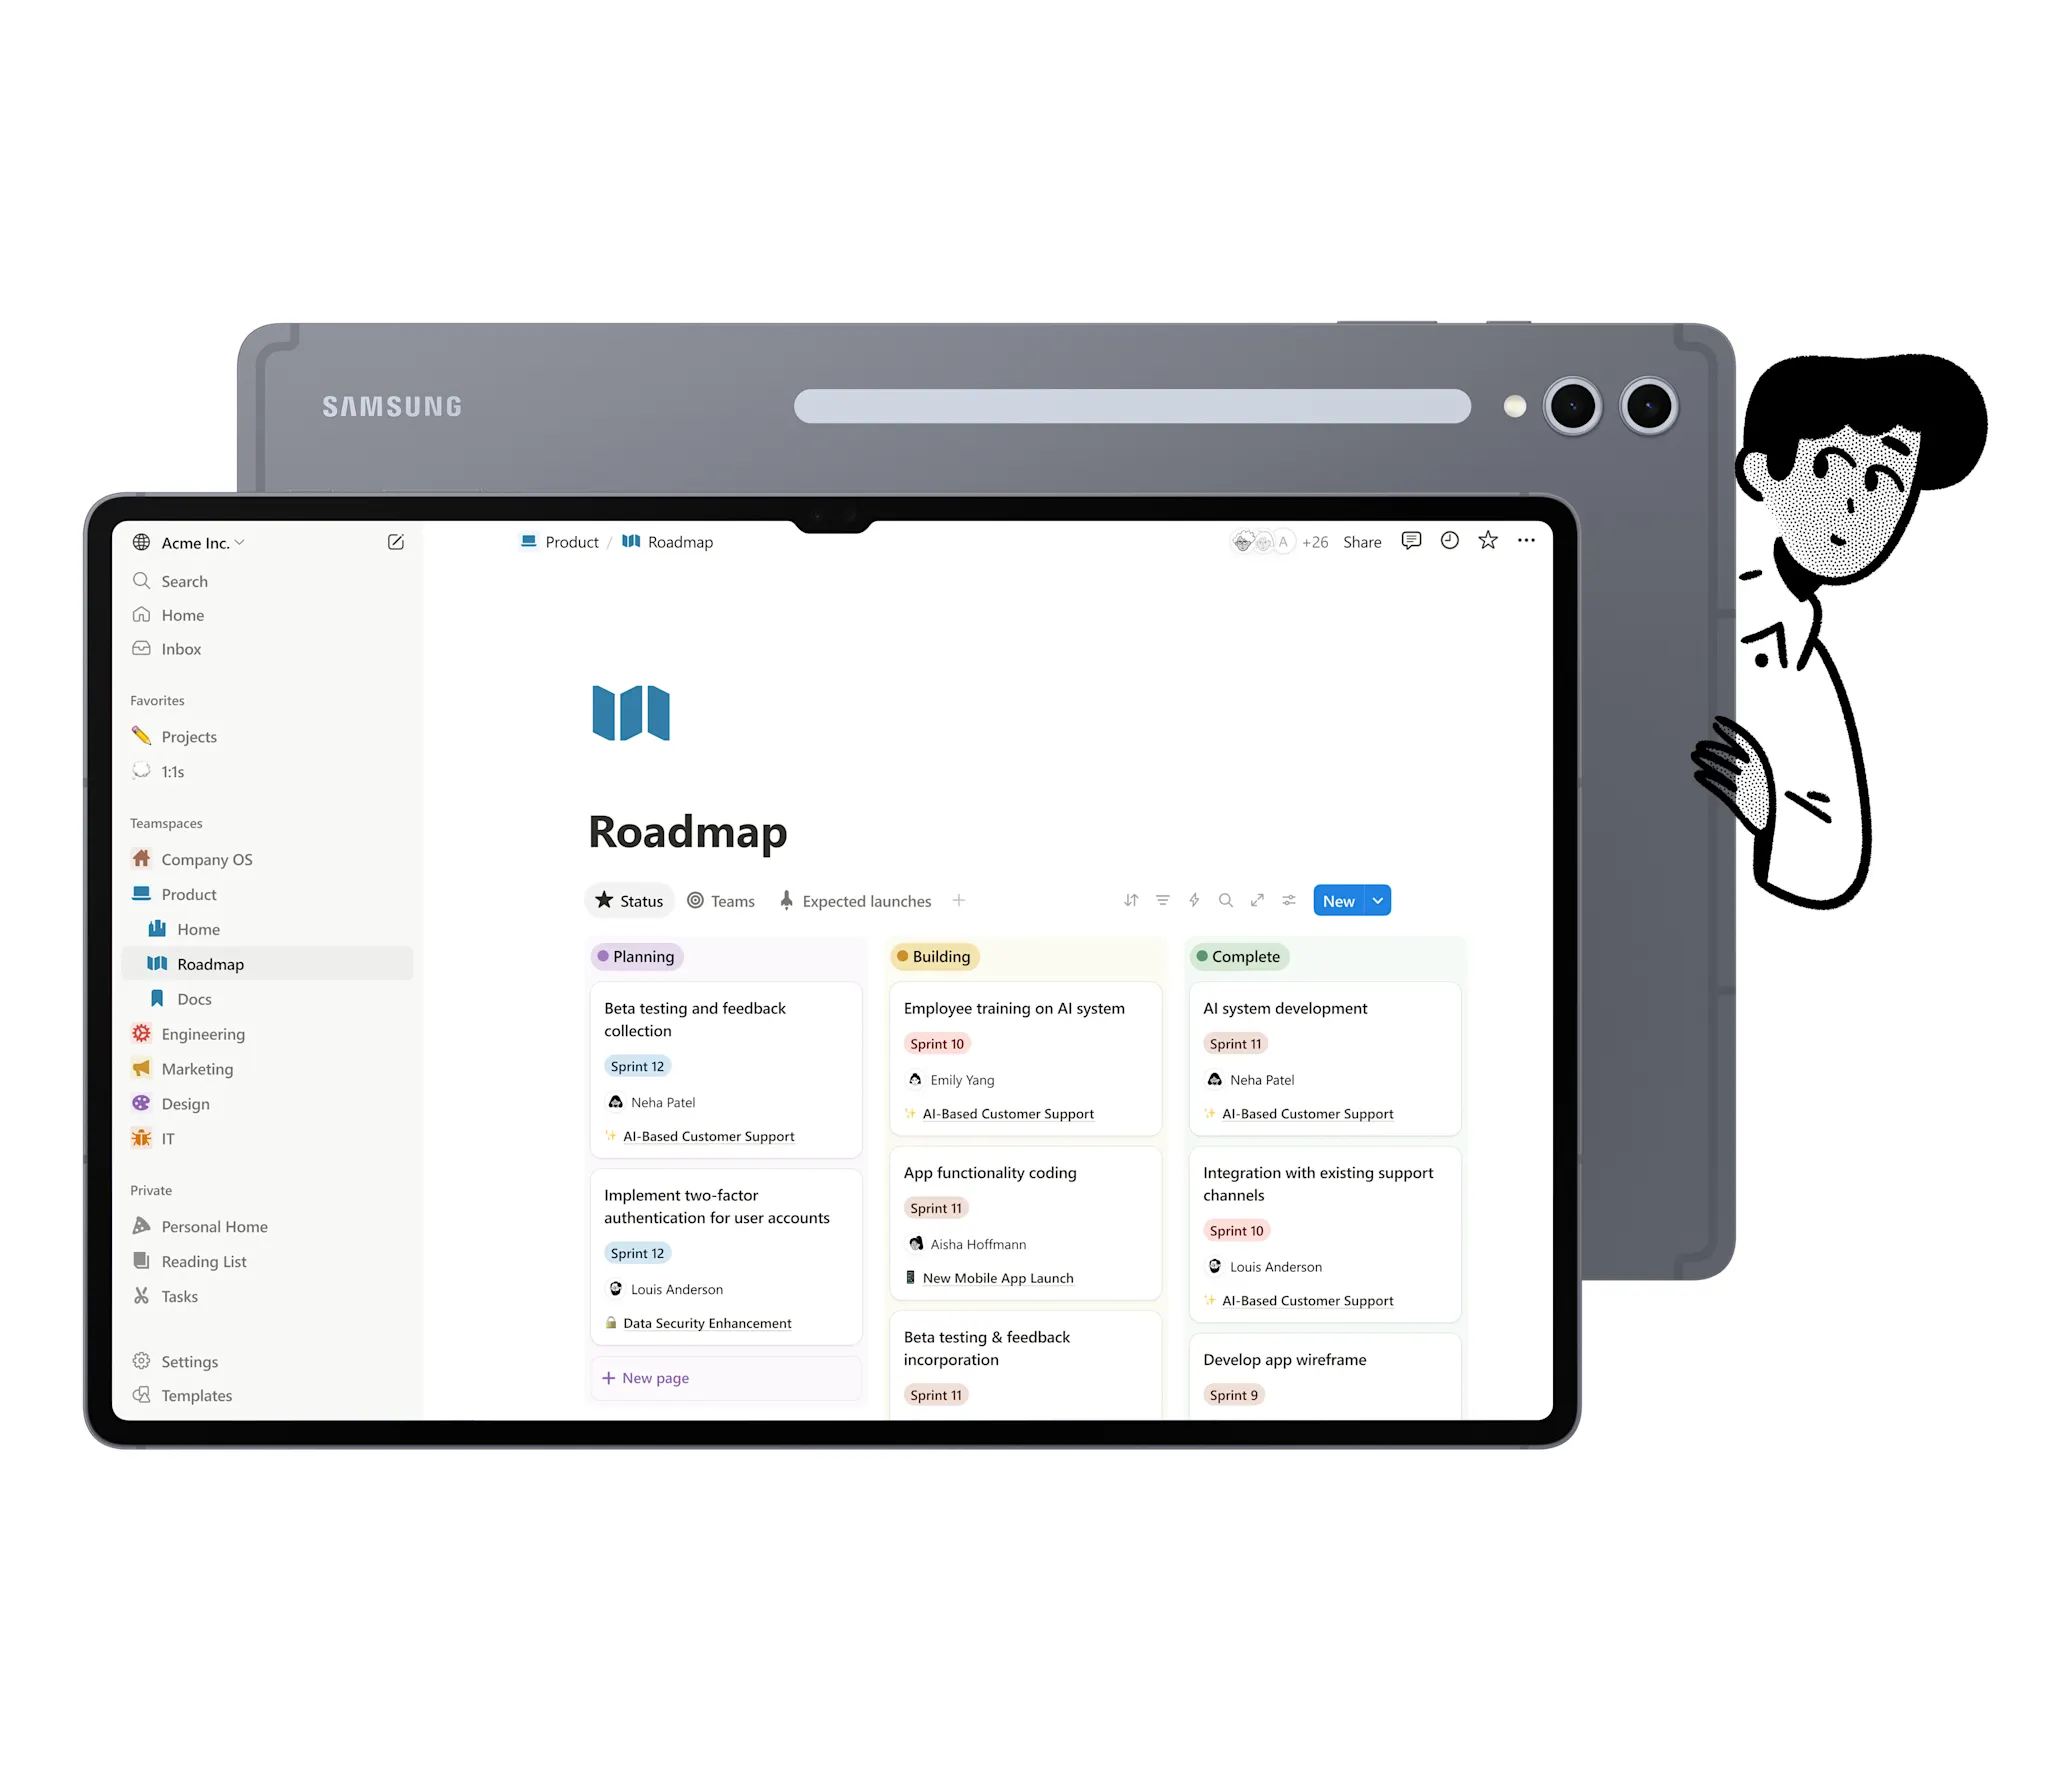 SAMSUNG
Acme Inc.
Search
Home
Inbox
Favorites
Projects
1:1s
Teamspaces
Company OS
Product
Home
Roadmap
Docs
Engineering
Marketing
Design
IT
Private
Personal Home
Reading List
Tasks
Settings
Templates
Product / Roadmap
A +26 Share
Roadmap
Status Teams Expected launches
New
Planning
Beta testing and feedback
collection
Sprint 12
Neha Patel
AI-Based Customer Support
Implement two-factor
authentication for user accounts
Sprint 12
Louis Anderson
Data Security Enhancement
New page
Building
Employee training on AI system
Sprint 10
Emily Yang
AI-Based Customer Support
App functionality coding
Sprint 11
Aisha Hoffmann
New Mobile App Launch
Beta testing & feedback
incorporation
Sprint 11
Complete
AI system development
Sprint 11
Neha Patel
AI-Based Customer Support
Integration with existing support
channels
Sprint 10
Louis Anderson
AI-Based Customer Support
Develop app wireframe
Sprint 9